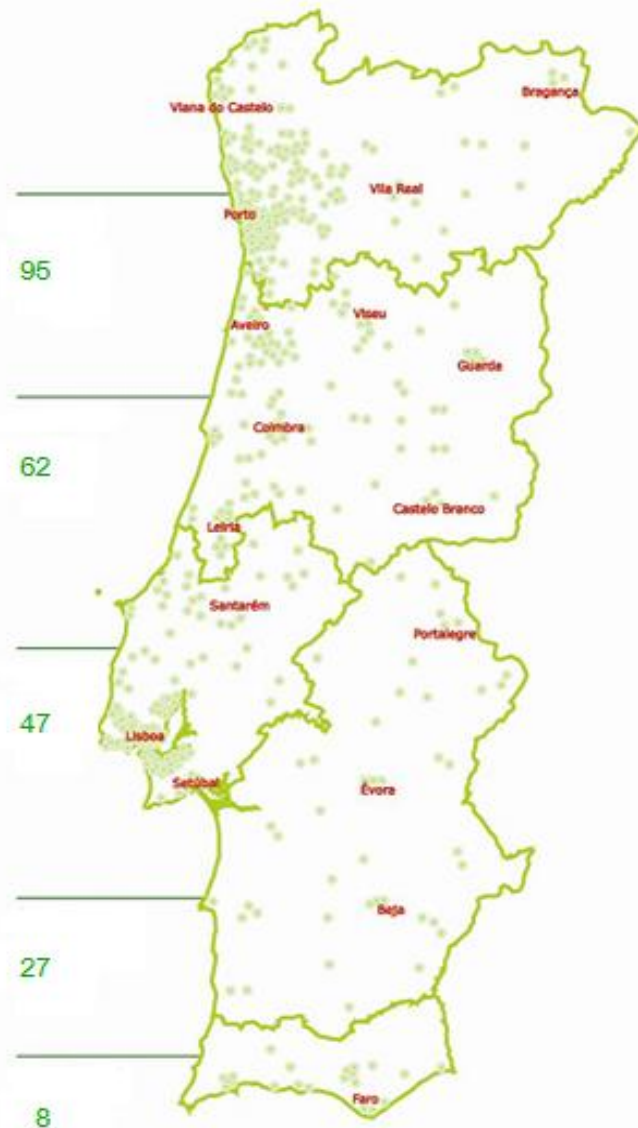 Bragança
Viana do Castelo
Vila Real
Porto
95
Viseu
Aveiro
Guarda
Coimbra
62
Castelo Branco
Leiria
Santarém
Portalegre
47
Lisboa
Setúbal
Évora
Beja
27
Faro
8